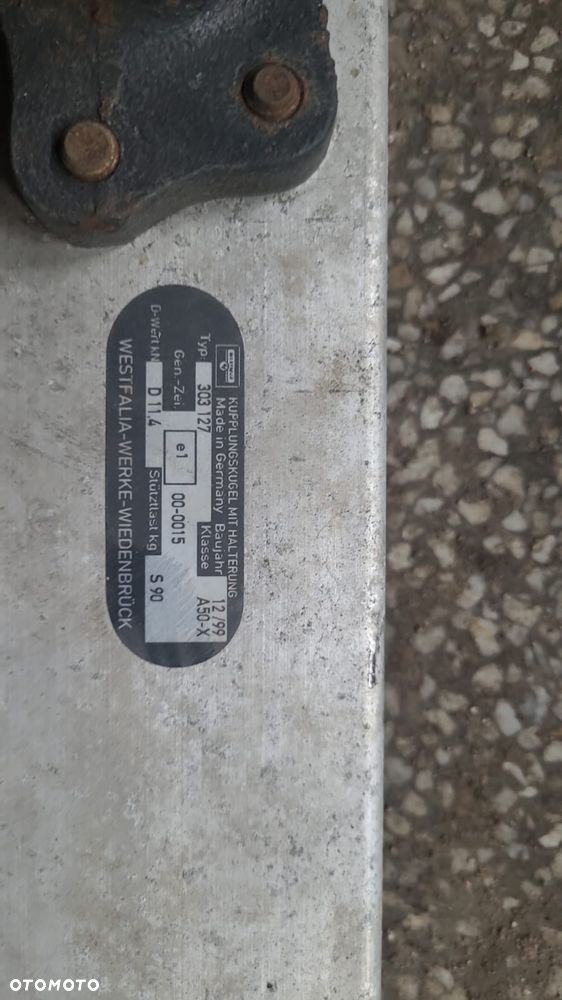 KUPPLUNGSKUGEL MIT HALTERUNG
Made in Germany Baujahr 12/99
Typ: 303 127 Klasse A50-X
Gen.-Zei. e1 00-0015
D-Wert kN D 11.4 Stützlast Kg S 90
WESTFALIA-WERKE-WIEDENBRÜCK
OTOMOTO